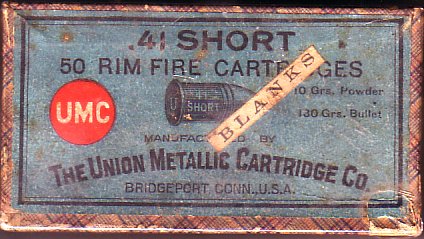 .41 SHORT
50 RIM FIRE CARTRIDGES
UMC
U
SHORT
BLANKS
10 Grs. Powder
130 Grs. Bullet
MANUFACTURED BY
THE UNION METALLIC CARTRIDGE CO.
BRIDGEPORT CONN., U.S.A.